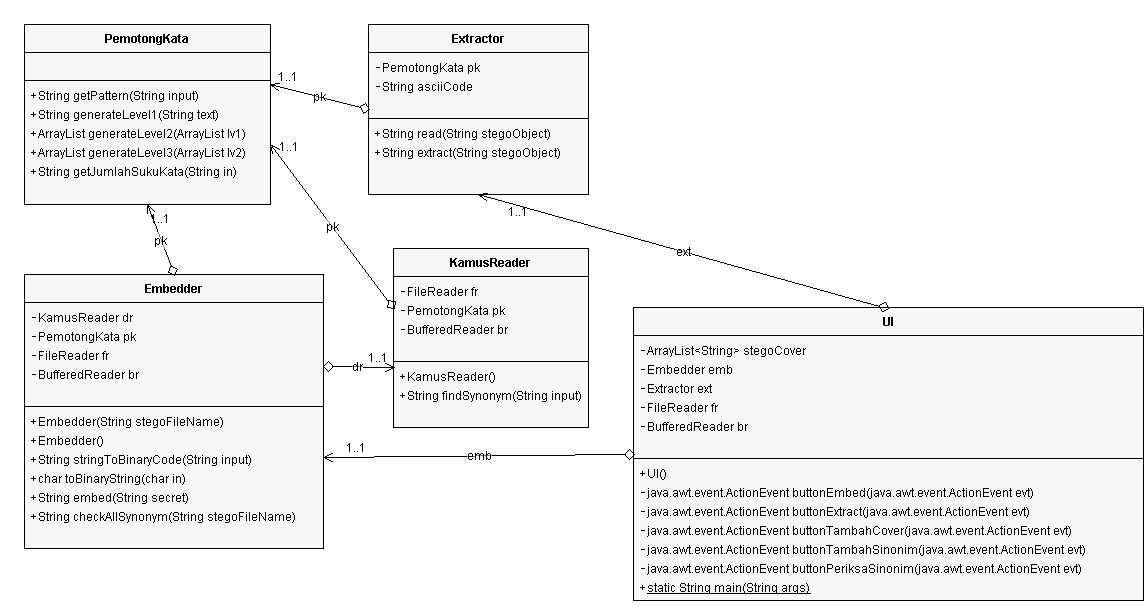 PemotongKata
+String getPattern(String input)
+String generateLevel1(String text)
+ArrayList generateLevel2(ArrayList lv1)
+ArrayList generateLevel3(ArrayList lv2)
+String getJumlahSukuKata(String in)
Extractor
-PemotongKata pk
-String asciiCode
+String read(String stegoObject)
+String extract(String stegoObject)
1..1
pk
1..1
pk
1..1
pk
1..1
ext
Embedder
-KamusReader dr
-PemotongKata pk
-FileReader fr
-BufferedReader br
+Embedder(String stegoFileName)
+Embedder()
+String stringToBinaryCode(String input)
+char toBinaryString(char in)
+String embed(String secret)
+String checkAllSynonym(String stegoFileName)
1..1
dr
KamusReader
-FileReader fr
-PemotongKata pk
-BufferedReader br
+KamusReader()
+String findSynonym(String input)
1..1
emb
UI
-ArrayList<String> stegoCover
-Embedder emb
-Extractor ext
-FileReader fr
-BufferedReader br
+UI()
-java.awt.event.ActionEvent buttonEmbed(java.awt.event.ActionEvent evt)
-java.awt.event.ActionEvent buttonExtract(java.awt.event.ActionEvent evt)
-java.awt.event.ActionEvent buttonTambahCover(java.awt.event.ActionEvent evt)
-java.awt.event.ActionEvent buttonTambahSinonim(java.awt.event.ActionEvent evt)
-java.awt.event.ActionEvent buttonPeriksaSinonim(java.awt.event.ActionEvent evt)
+static String main(String args)